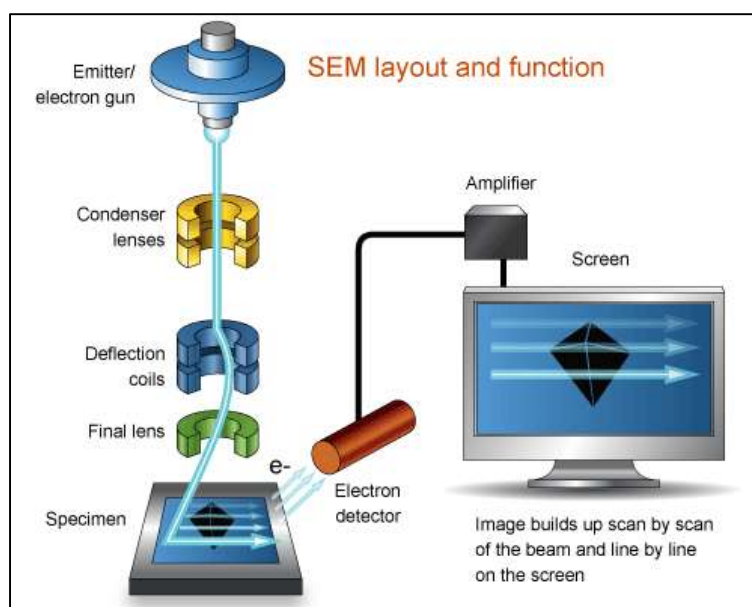 SEM layout and function
Emitter/
electron gun
Condenser
lenses
Amplifier
Screen
Deflection
coils
Final lens
e-
Electron
detector
Specimen
Image builds up scan by scan
of the beam and line by line
on the screen